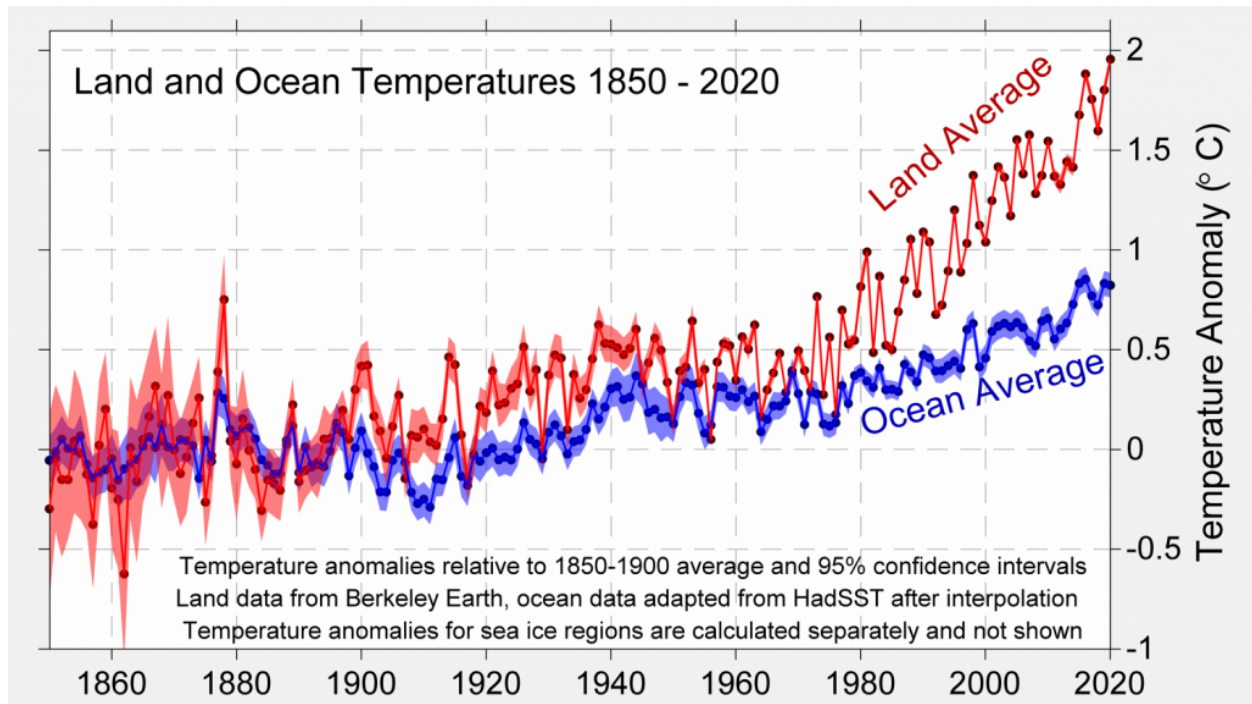 Land and Ocean Temperatures 1850 - 2020
Land Average
Ocean Average
Temperature anomalies relative to 1850-1900 average and 95% confidence intervals
Land data from Berkeley Earth, ocean data adapted from HadSST after interpolation
Temperature anomalies for sea ice regions are calculated separately and not shown
2
1.5
1
0.5
0
-0.5
-1
Temperature Anomaly (° C)
1860 1880 1900 1920 1940 1960 1980 2000 2020